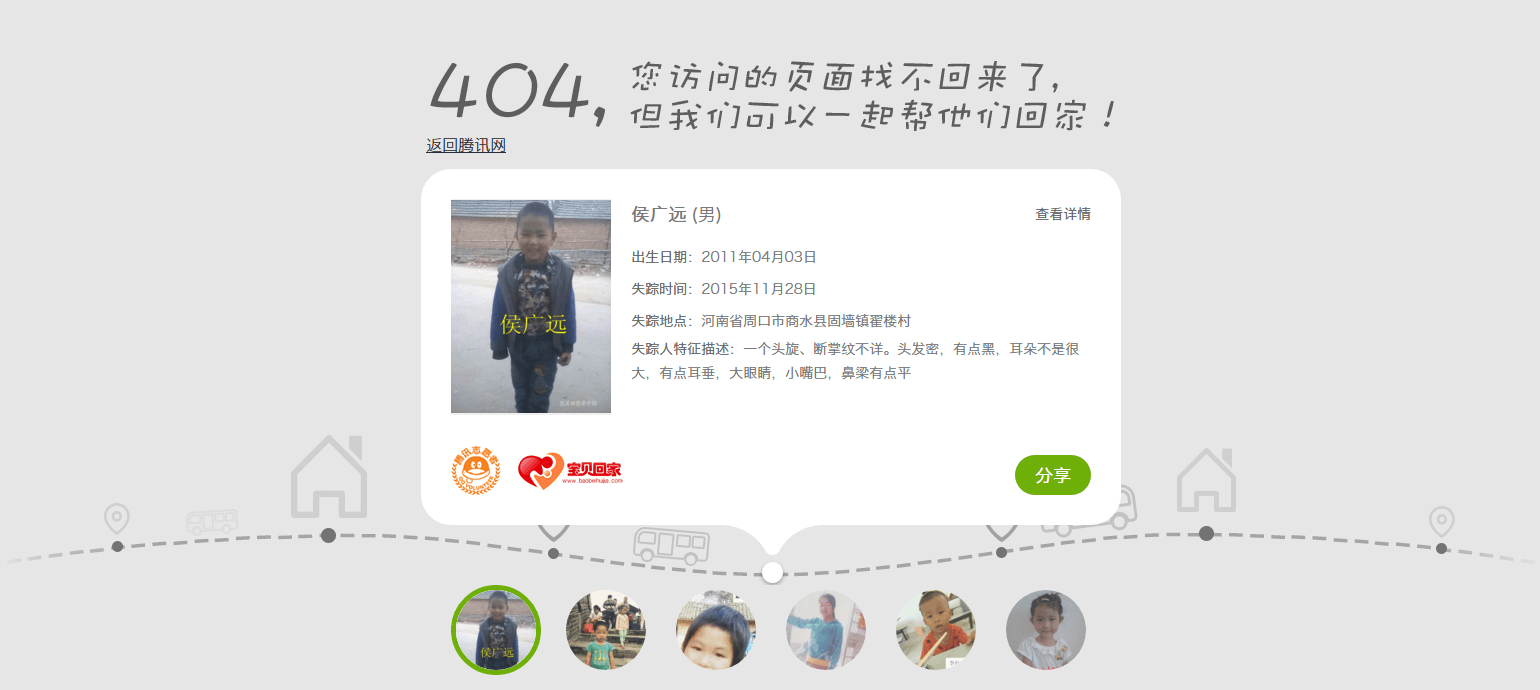 404,
您访问的页面找不回来了,
但我们可以一起帮他们回家!
返回腾讯网
侯广远 (男)
查看详情
出生日期：2011年04月03日
失踪时间：2015年11月28日
失踪地点：河南省周口市商水县固墙镇翟楼村
失踪人特征描述：一个头旋、断掌纹不详。头发密，有点黑，耳朵不是很
大，有点耳垂，大眼睛，小嘴巴，鼻梁有点平
侯广远
腾讯志愿者
QQ VOLUNTEER
宝贝回家
www.baobeihuijia.com
分享
侯广远